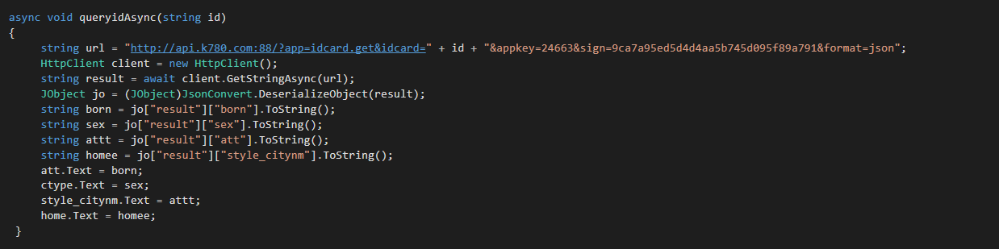 async void queryidAsync(string id)
{
string url = "http://api.k780.com:88/?app=idcard.get&idcard=" + id + "&appkey=24663&sign=9ca7a95ed5d4d4aa5b745d095f89a791&format=json";
HttpClient client = new HttpClient();
string result = await client.GetStringAsync(url);
JObject jo = (JObject)JsonConvert.DeserializeObject(result);
string born = jo["result"]["born"].ToString();
string sex = jo["result"]["sex"].ToString();
string attt = jo["result"]["att"].ToString();
string homee = jo["result"]["style_citynm"].ToString();
att.Text = born;
ctype.Text = sex;
style_citynm.Text = attt;
home.Text = homee;
}